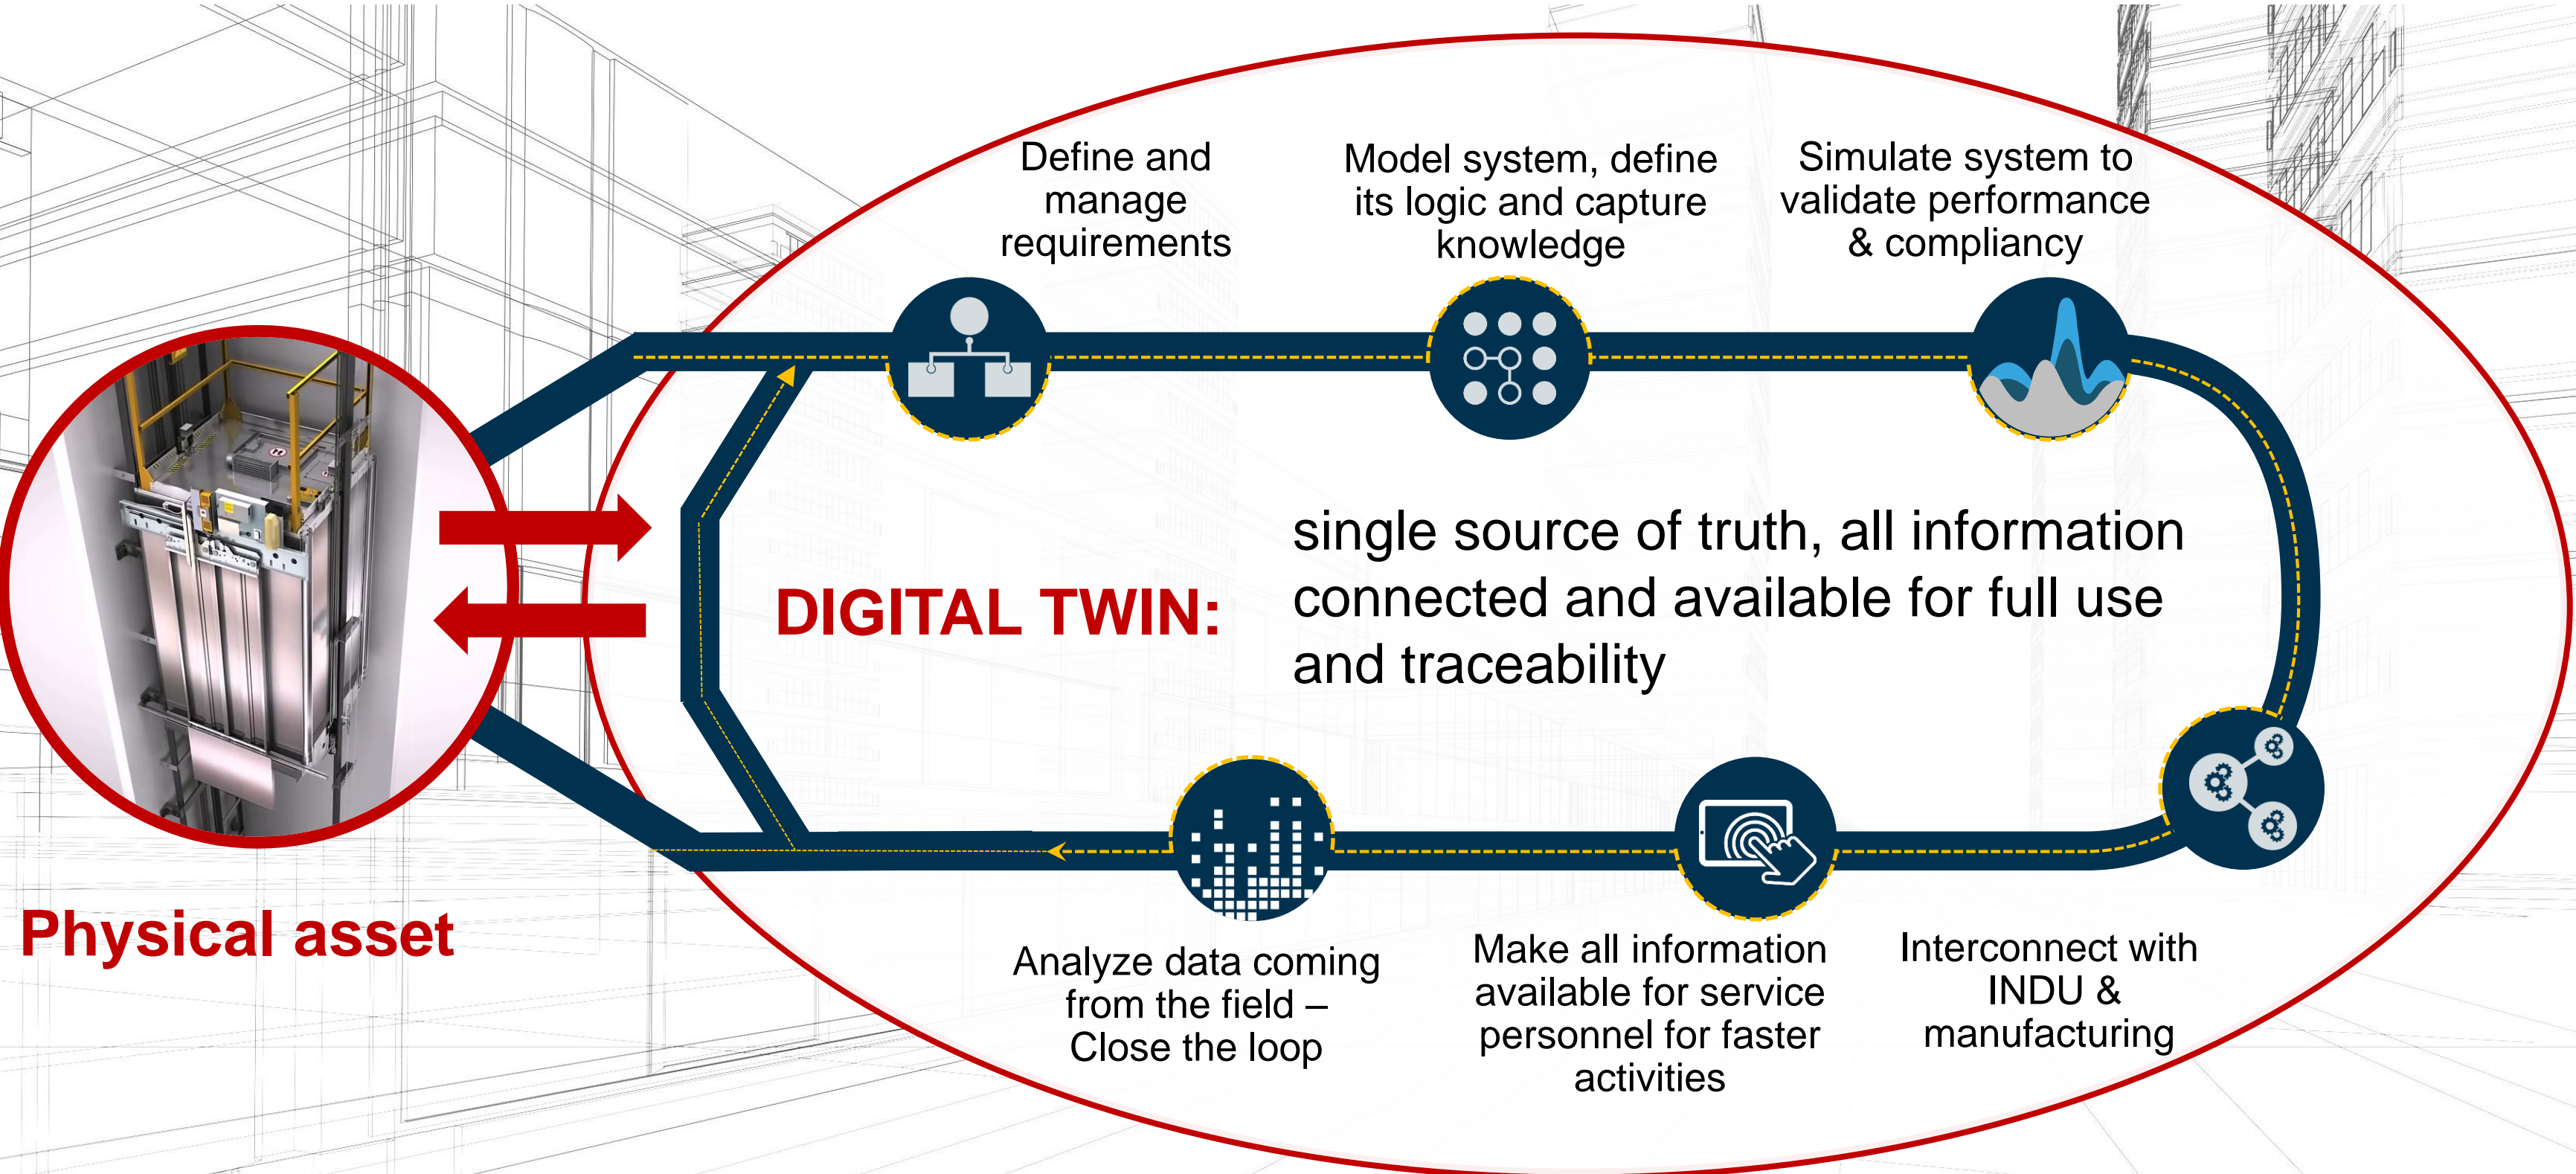 Define and
manage
requirements
Model system, define
its logic and capture
knowledge
Simulate system to
validate performance
& compliancy
DIGITAL TWIN:
single source of truth, all information
connected and available for full use
and traceability
Physical asset
Analyze data coming
from the field –
Close the loop
Make all information
available for service
personnel for faster
activities
Interconnect with
INDU &
manufacturing